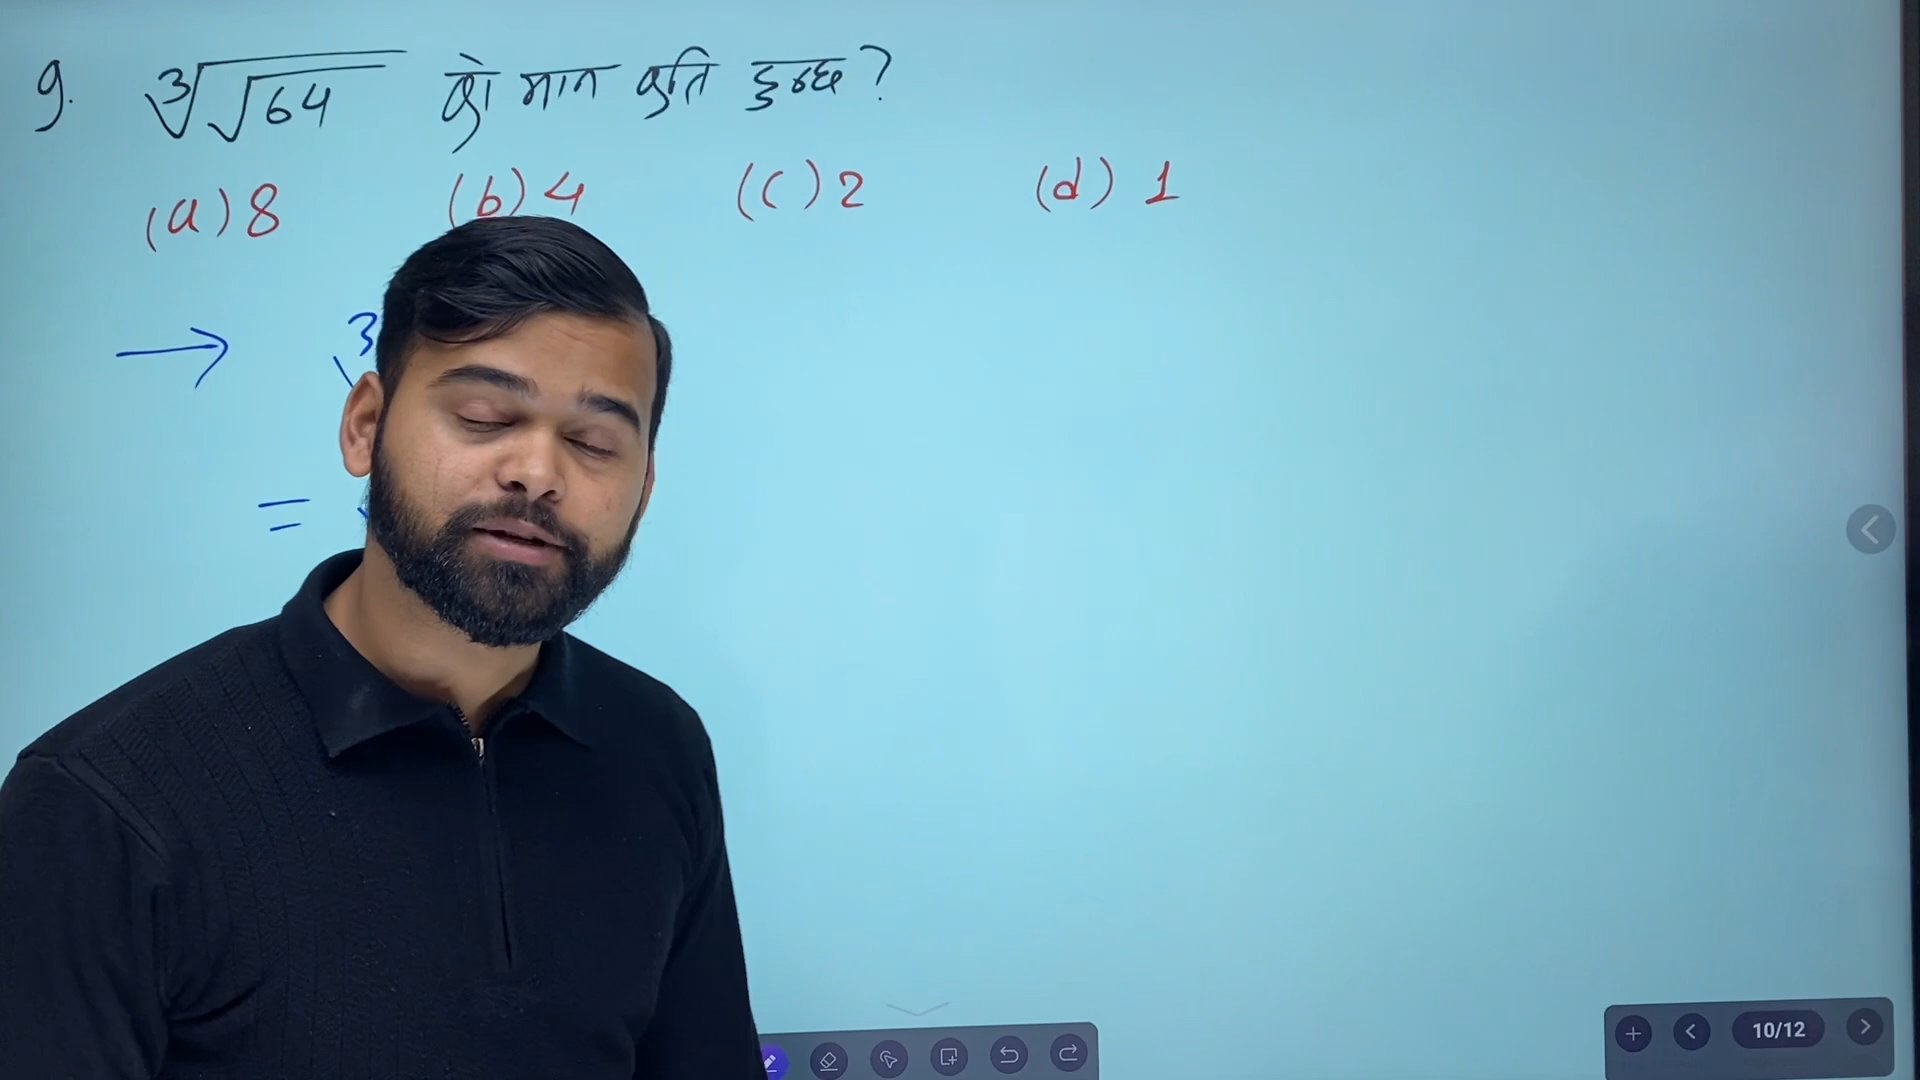 9. ∛√64 को मान कति हुन्छ?
(a) 8 (b) 4 (c) 2 (d) 1
→ 3
=
10/12